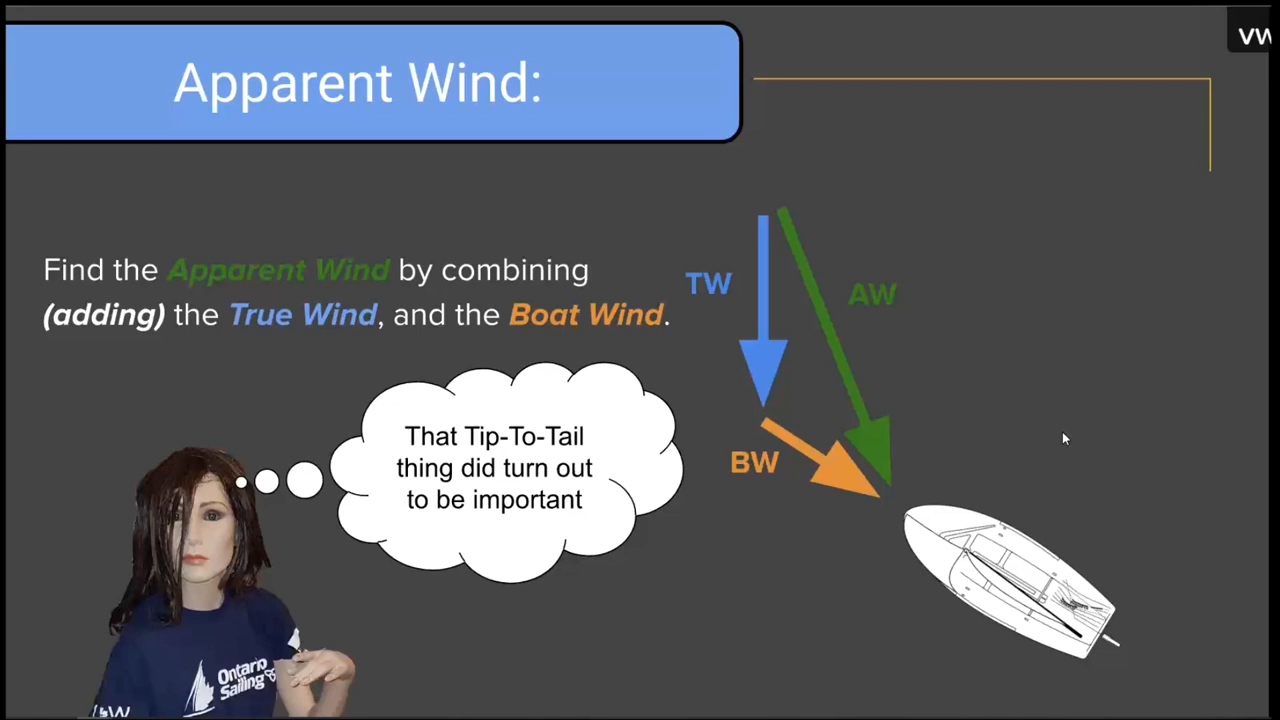 VW
Apparent Wind:
Find the Apparent Wind by combining
(adding) the True Wind, and the Boat Wind.
TW
AW
BW
That Tip-To-Tail
thing did turn out
to be important
Ontario
Sailing